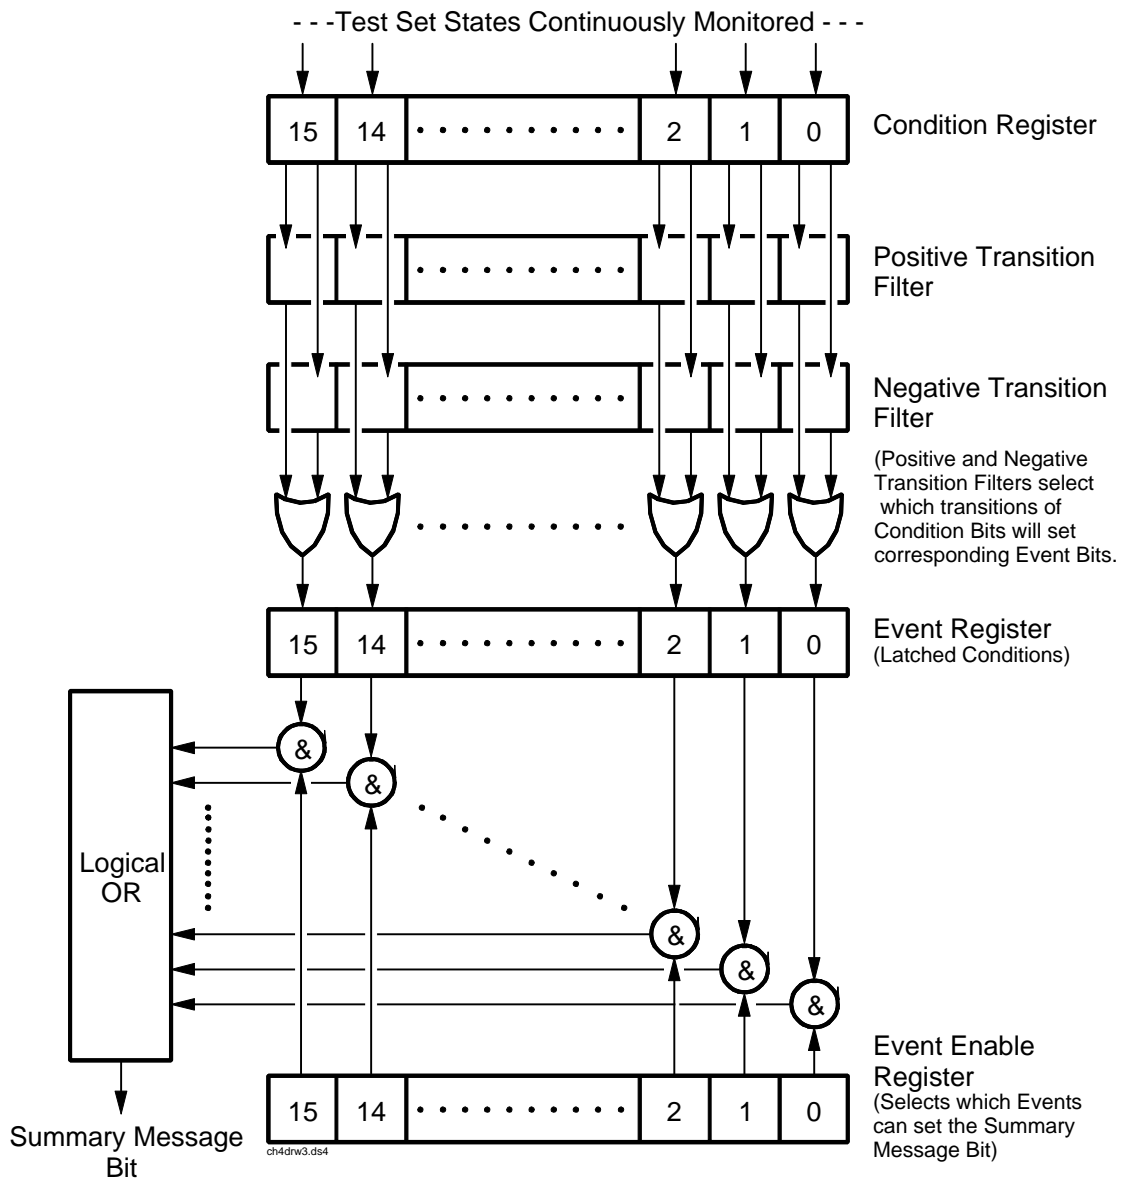 - - -Test Set States Continuously Monitored - - -
15 14 2 1 0
Condition Register
Positive Transition
Filter
Negative Transition
Filter
(Positive and Negative
Transition Filters select
which transitions of
Condition Bits will set
corresponding Event Bits.
15 14 2 1 0
Event Register
(Latched Conditions)
&
&
Logical
OR
&
&
&
Event Enable
Register
(Selects which Events
can set the Summary
Message Bit)
15 14 2 1 0
Summary Message
Bit
ch4drw3.ds4